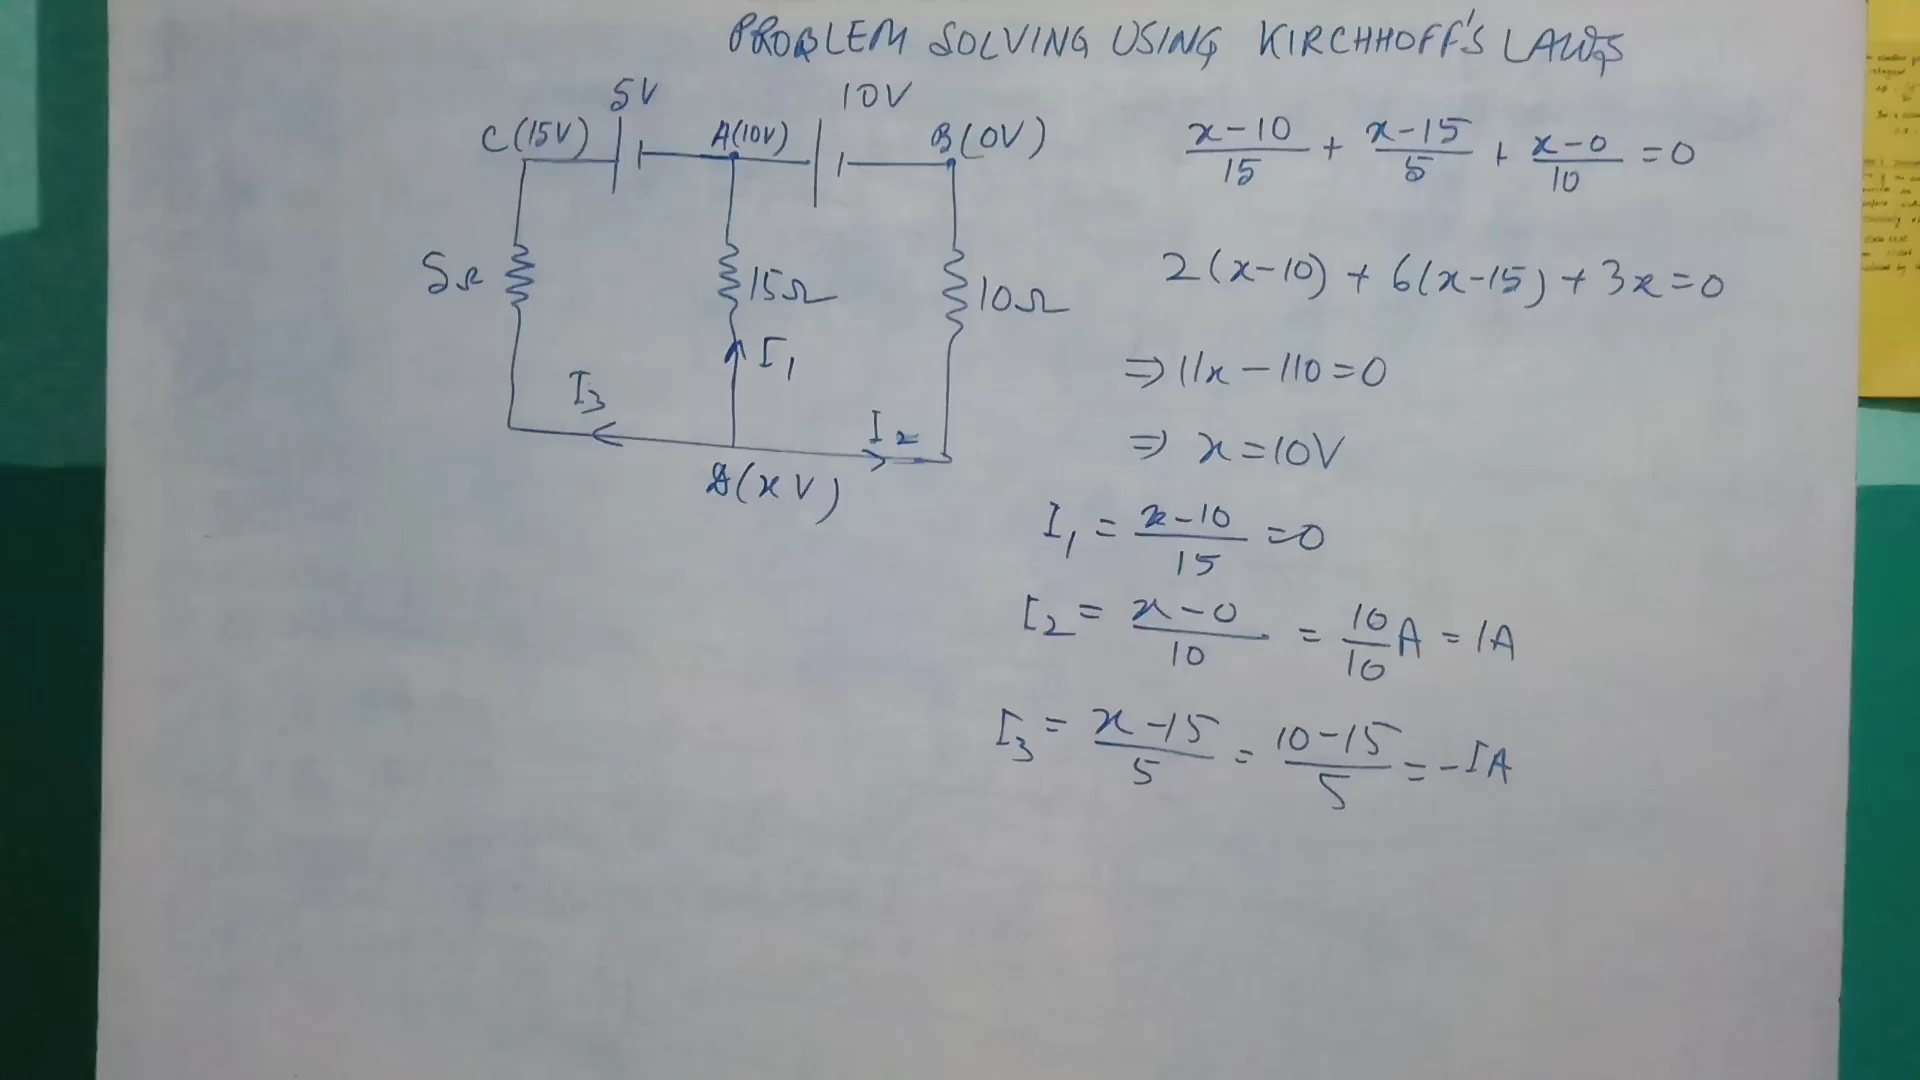 PROBLEM SOLVING USING KIRCHHOFF'S LAWS
5V
10V
C(15V)
A(10V)
B(0V)
5Ω
15Ω
10Ω
I₁
I₃
I₂
D(x V)
(x-10)/15 + (x-15)/5 + (x-0)/10 = 0
2(x-10) + 6(x-15) + 3x = 0
⇒ 11x - 110 = 0
⇒ x = 10V
I₁ = (x-10)/15 = 0
I₂ = (x-0)/10 = 10/10 A = 1A
I₃ = (x-15)/5 = (10-15)/5 = -1A